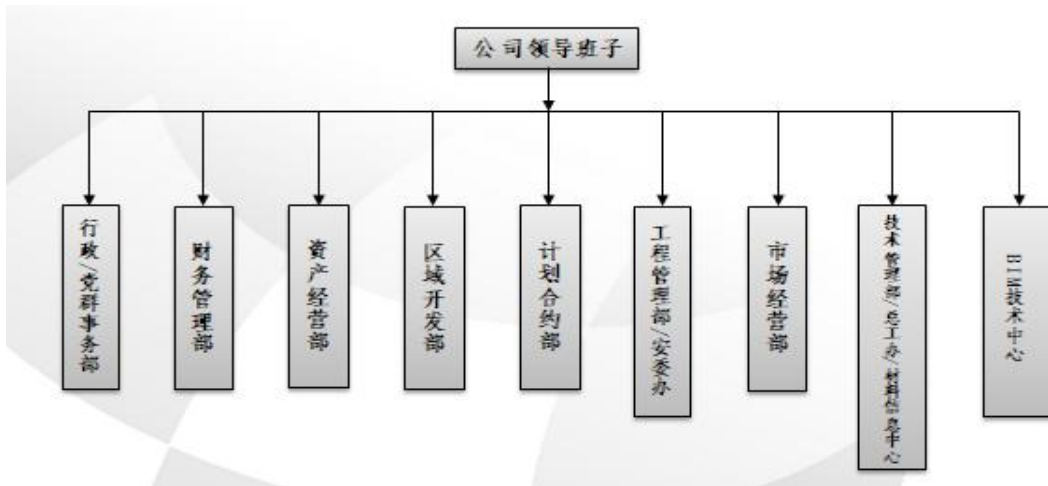 公司领导班子
行政/党群事务部
财务管理部
资产经营部
区域开发部
计划合约部
工程管理部/安委办
市场经营部
技术管理部/总工办/材料信息中心
BIM技术中心